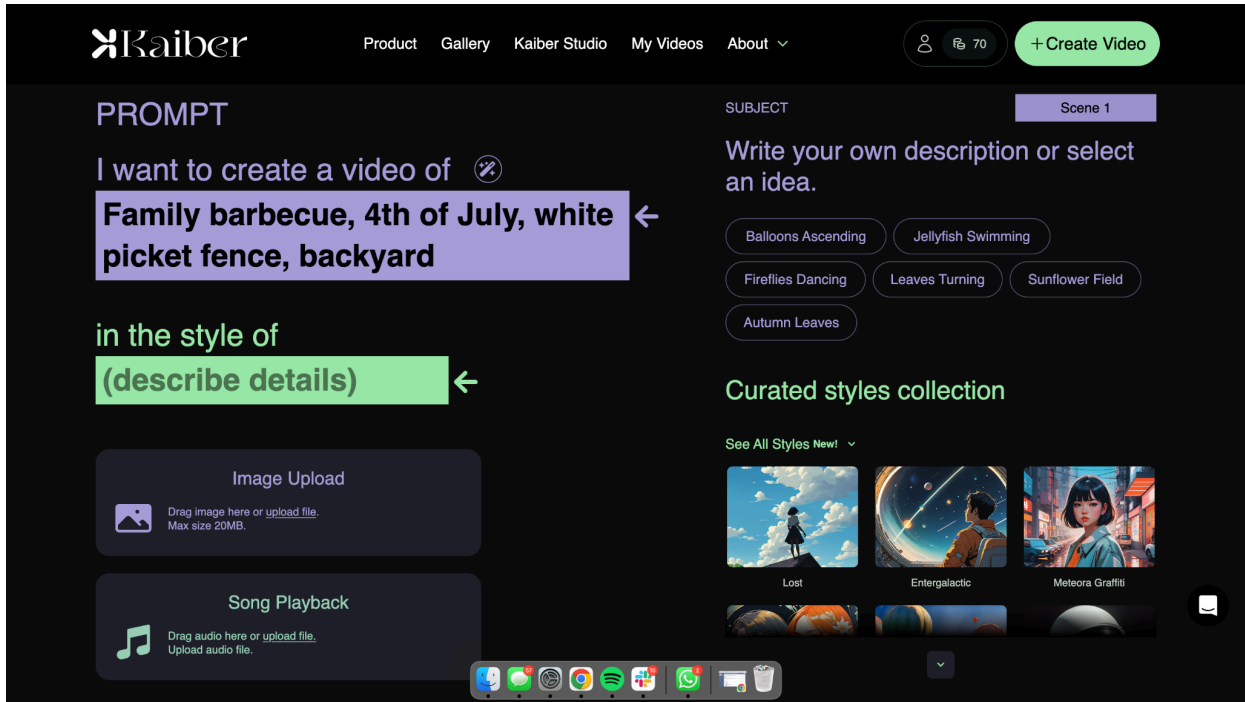 Kaiber
Product Gallery Kaiber Studio My Videos About
70
+Create Video
PROMPT
I want to create a video of
Family barbecue, 4th of July, white
picket fence, backyard
in the style of
(describe details)
Image Upload
Drag image here or upload file.
Max size 20MB.
Song Playback
Drag audio here or upload file.
Upload audio file.
SUBJECT
Scene 1
Write your own description or select
an idea.
Balloons Ascending Jellyfish Swimming
Fireflies Dancing Leaves Turning Sunflower Field
Autumn Leaves
Curated styles collection
See All Styles New!
Lost Entergalactic Meteora Graffiti